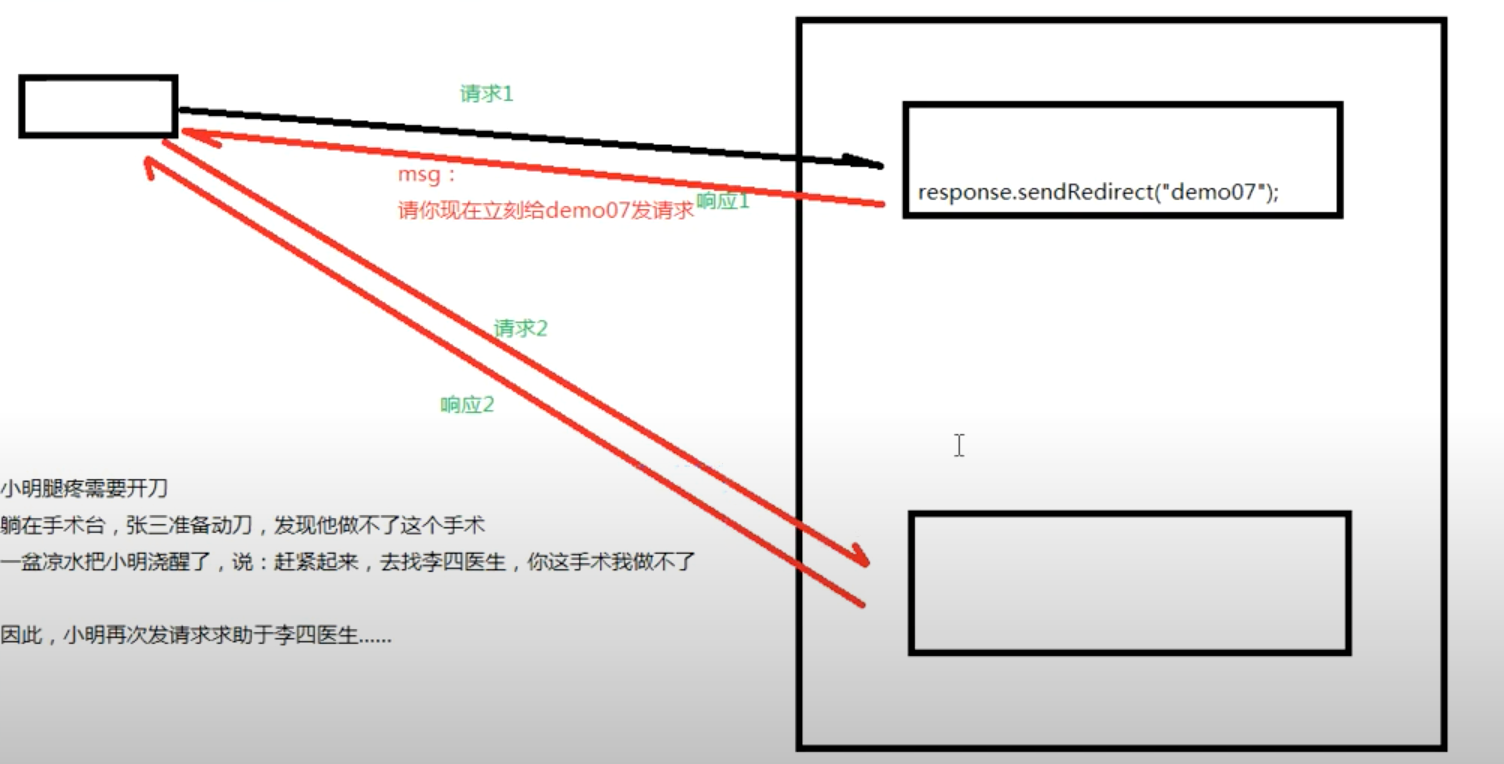 请求1
msg：
请你现在立刻给demo07发请求
响应1
response.sendRedirect("demo07");
请求2
响应2
小明腿疼需要开刀
躺在手术台，张三准备动刀，发现他做不了这个手术
一盆凉水把小明浇醒了，说：赶紧起来，去找李四医生，你这手术我做不了
因此，小明再次发请求求助于李四医生......